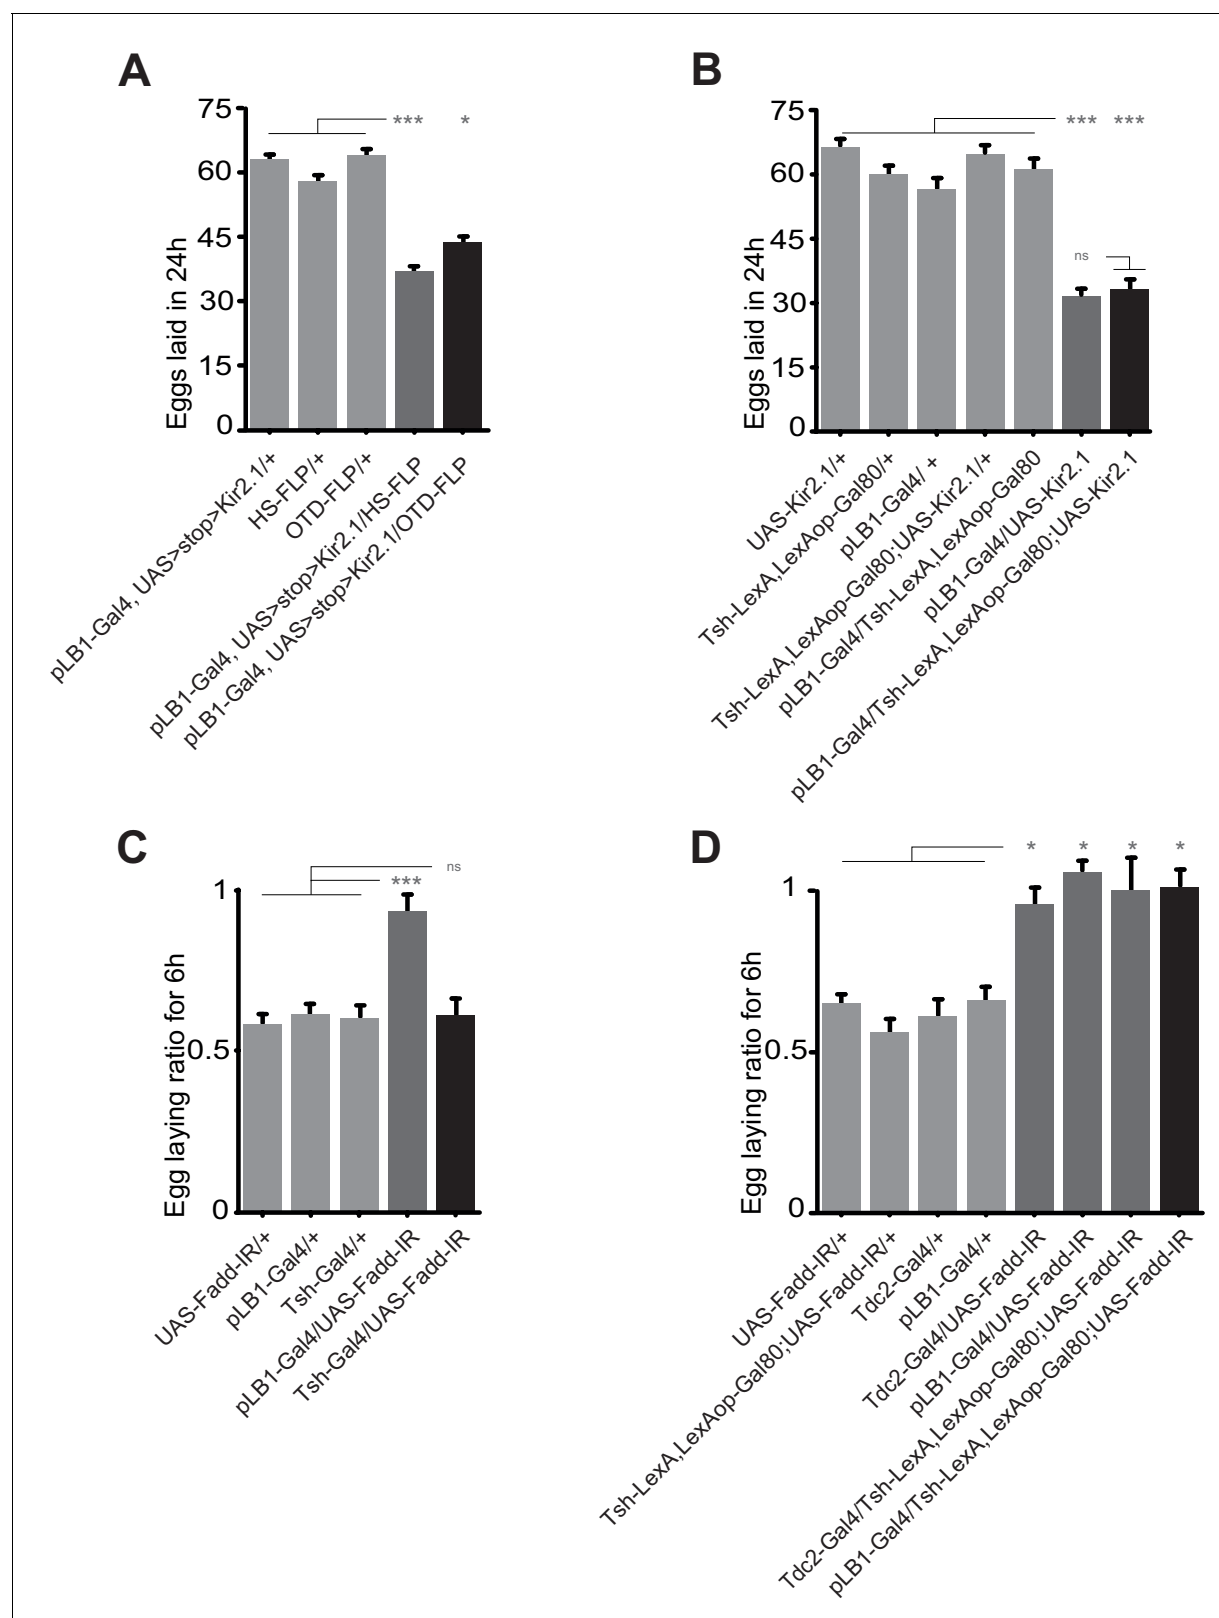 A
Eggs laid in 24h
75
60
45
30
15
0
***
*
pLB1-Gal4, UAS>stop>Kir2.1/+
HS-FLP/+
OTD-FLP/+
pLB1-Gal4, UAS>stop>Kir2.1/HS-FLP
pLB1-Gal4, UAS>stop>Kir2.1/OTD-FLP
B
Eggs laid in 24h
75
60
45
30
15
0
***
***
ns
UAS-Kir2.1/+
Tsh-LexA,LexAop-Gal80/+
pLB1-Gal4/ +
Tsh-LexA,LexAop-Gal80;UAS-Kir2.1/+
pLB1-Gal4/Tsh-LexA,LexAop-Gal80
pLB1-Gal4/UAS-Kir2.1
pLB1-Gal4/Tsh-LexA,LexAop-Gal80;UAS-Kir2.1
C
Egg laying ratio for 6h
1
0.5
0
ns
***
UAS-Fadd-IR/+
pLB1-Gal4/+
Tsh-Gal4/+
pLB1-Gal4/UAS-Fadd-IR
Tsh-Gal4/UAS-Fadd-IR
D
Egg laying ratio for 6h
1
0.5
0
*
*
*
*
UAS-Fadd-IR/+
Tsh-LexA,LexAop-Gal80;UAS-Fadd-IR/+
Tdc2-Gal4/+
pLB1-Gal4/+
Tdc2-Gal4/UAS-Fadd-IR
pLB1-Gal4/UAS-Fadd-IR
Tdc2-Gal4/Tsh-LexA,LexAop-Gal80;UAS-Fadd-IR
pLB1-Gal4/Tsh-LexA,LexAop-Gal80;UAS-Fadd-IR